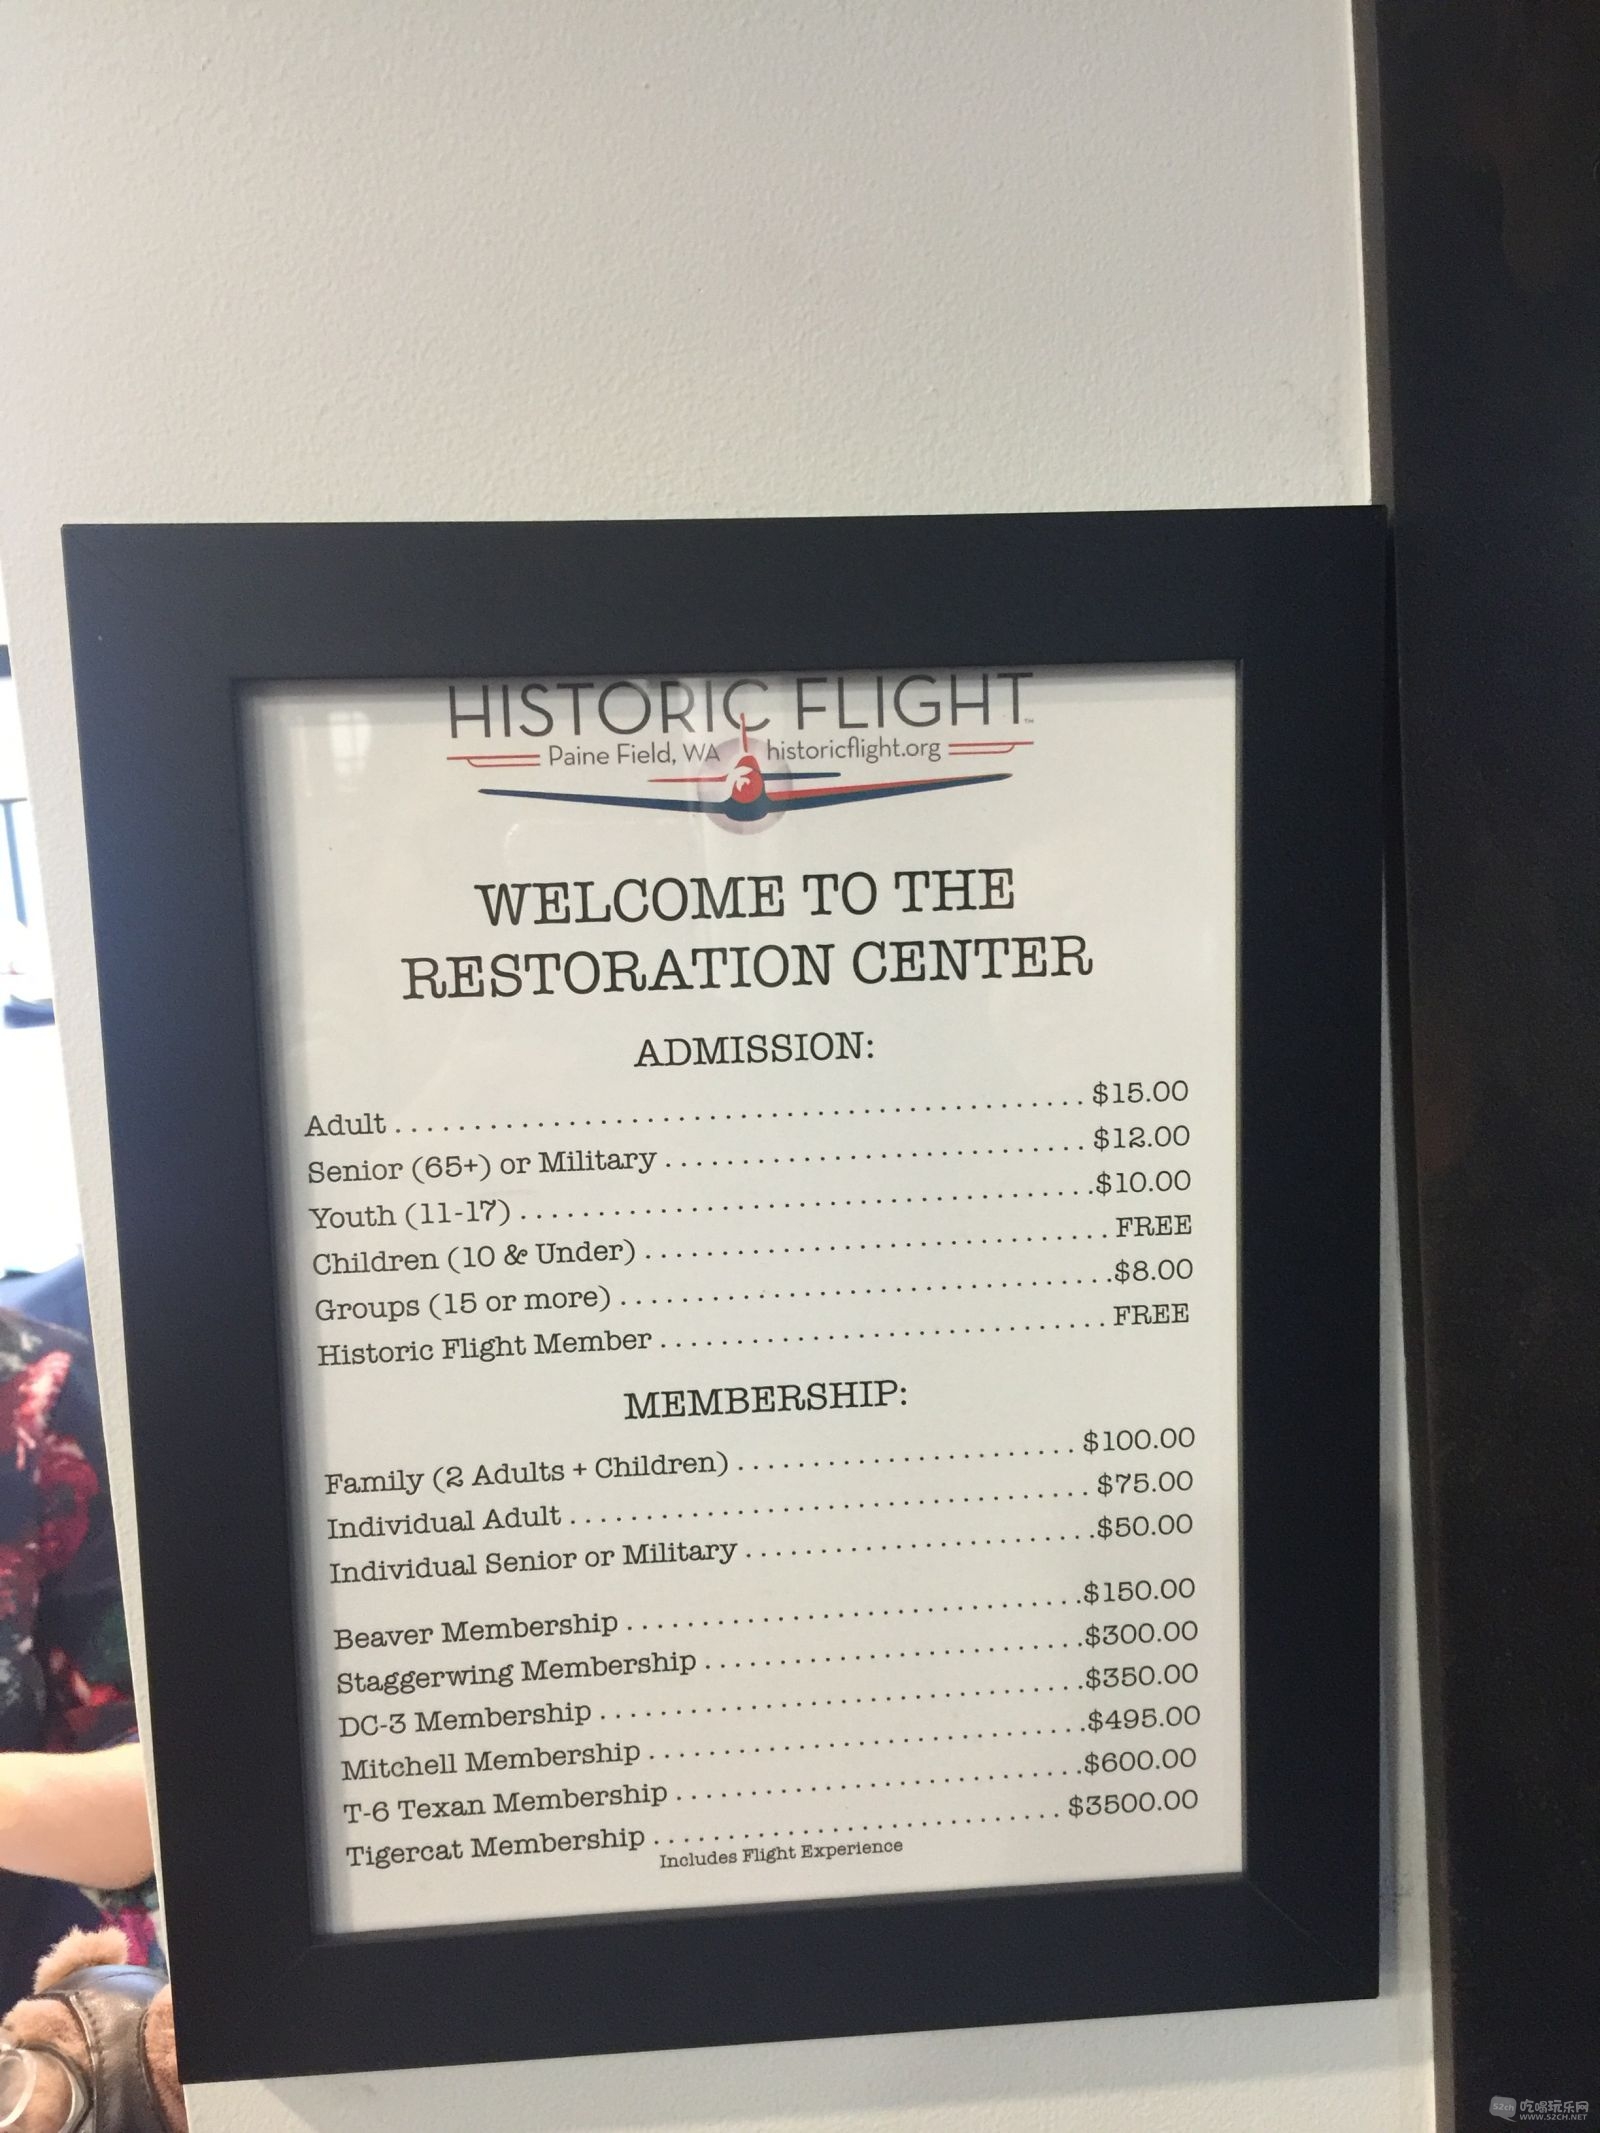 HISTORIC FLIGHT™
Paine Field, WA historicflight.org
WELCOME TO THE
RESTORATION CENTER
ADMISSION:
Adult ........................................ $15.00
Senior (65+) or Military ........................... $12.00
Youth (11-17) .....................................$10.00
Children (10 & Under) .............................. FREE
Groups (15 or more) ................................$8.00
Historic Flight Member ............................. FREE
MEMBERSHIP:
Family (2 Adults + Children) ...................... $100.00
Individual Adult .................................. $75.00
Individual Senior or Military .......................$50.00
Beaver Membership ..............................$150.00
Staggerwing Membership .........................$300.00
DC-3 Membership ................................$350.00
Mitchell Membership .............................$495.00
T-6 Texan Membership ...........................$600.00
Tigercat Membership ........................... $3500.00
Includes Flight Experience
52ch 吃喝玩乐网
WWW.52CH.NET